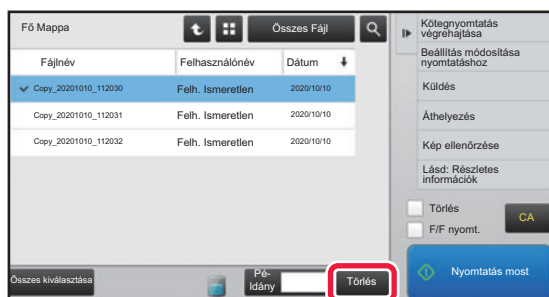 Fő Mappa
Összes Fájl
Fájlnév Felhasználónév Dátum
Copy_20201010_112030 Felh. Ismeretlen 2020/10/10
Copy_20201010_112031 Felh. Ismeretlen 2020/10/10
Copy_20201010_112032 Felh. Ismeretlen 2020/10/10
Összes kiválasztása
Pé-
ldány
Törlés
Kötegnyomtatás
végrehajtása
Beállítás módosítása
nyomtatáshoz
Küldés
Áthelyezés
Kép ellenőrzése
Lásd: Részletes
információk
Törlés
F/F nyomt.
CA
Nyomtatás most